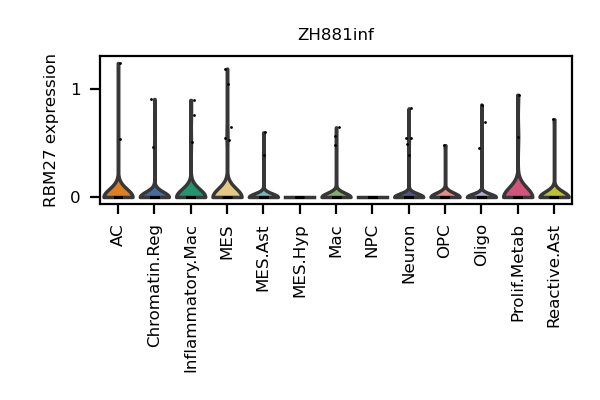 ZH881inf
RBM27 expression
1
0
AC
Chromatin.Reg
Inflammatory.Mac
MES
MES.Ast
MES.Hyp
Mac
NPC
Neuron
OPC
Oligo
Prolif.Metab
Reactive.Ast